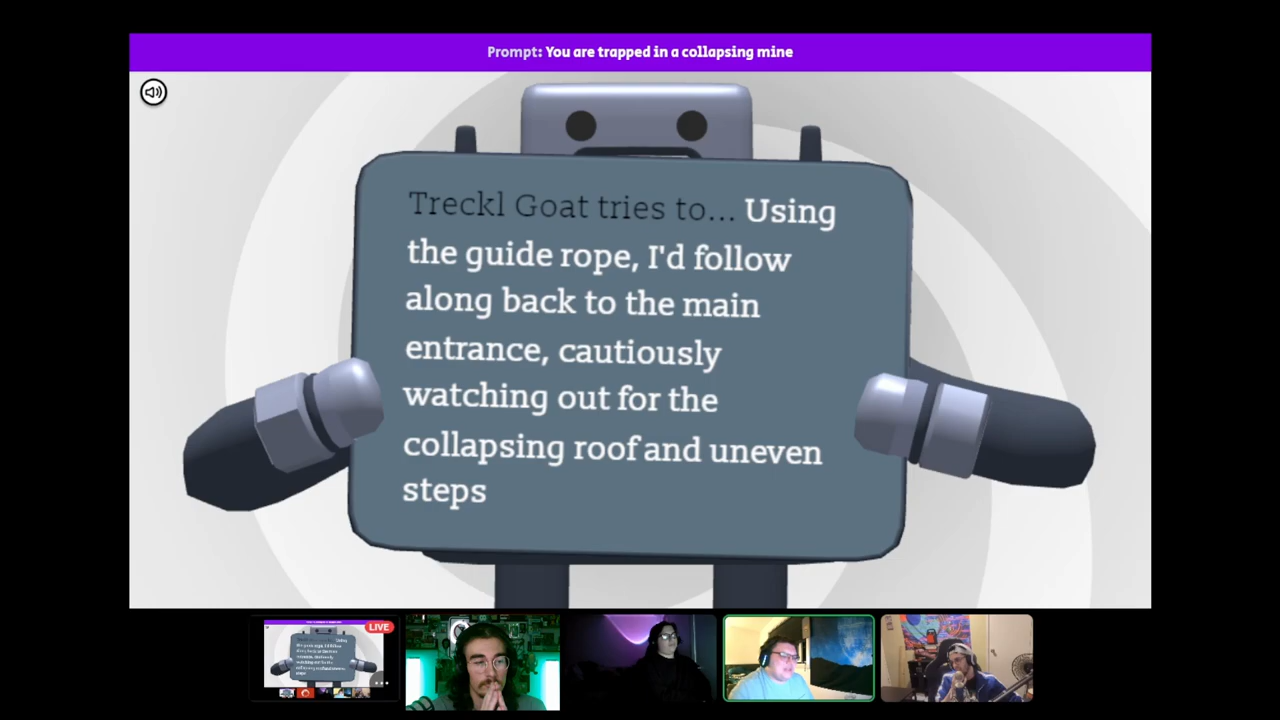 Prompt: You are trapped in a collapsing mine
Treckl Goat tries to... Using
the guide rope, I'd follow
along back to the main
entrance, cautiously
watching out for the
collapsing roof and uneven
steps
LIVE